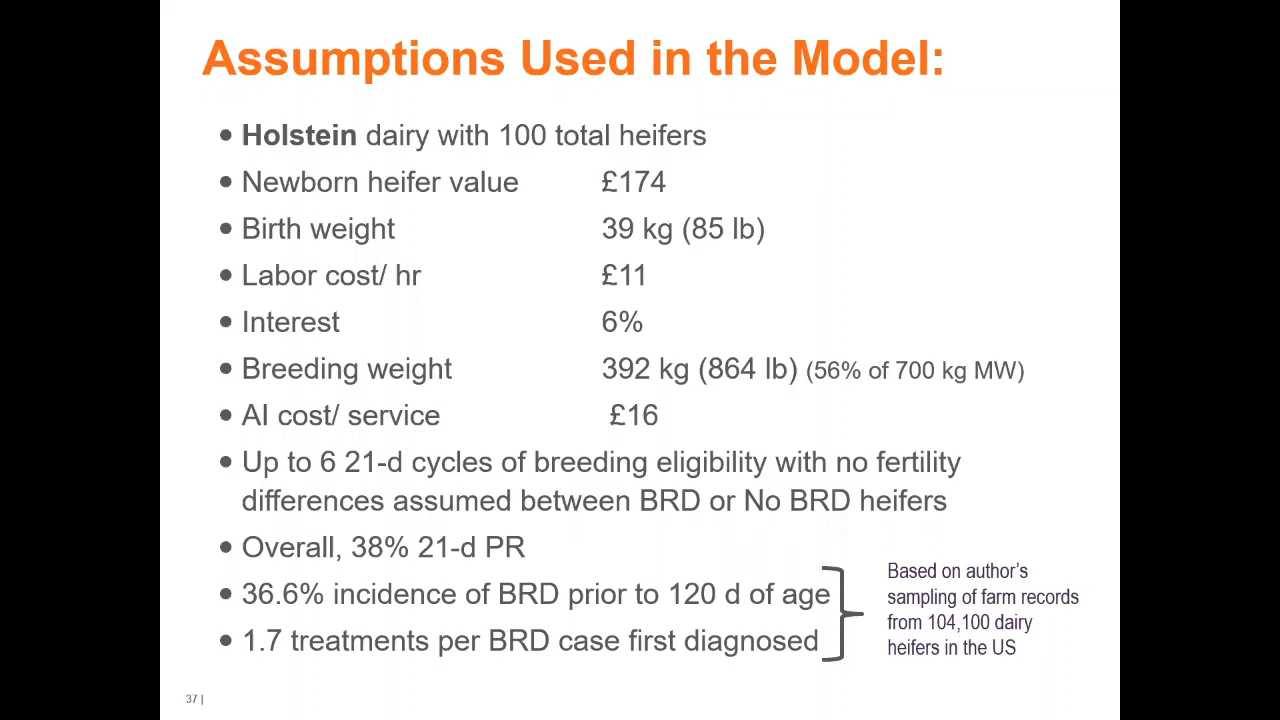 Assumptions Used in the Model:
• Holstein dairy with 100 total heifers
• Newborn heifer value £174
• Birth weight 39 kg (85 lb)
• Labor cost/ hr £11
• Interest 6%
• Breeding weight 392 kg (864 lb) (56% of 700 kg MW)
• AI cost/ service £16
• Up to 6 21-d cycles of breeding eligibility with no fertility
differences assumed between BRD or No BRD heifers
• Overall, 38% 21-d PR
• 36.6% incidence of BRD prior to 120 d of age
• 1.7 treatments per BRD case first diagnosed
Based on author's
sampling of farm records
from 104,100 dairy
heifers in the US
37 |